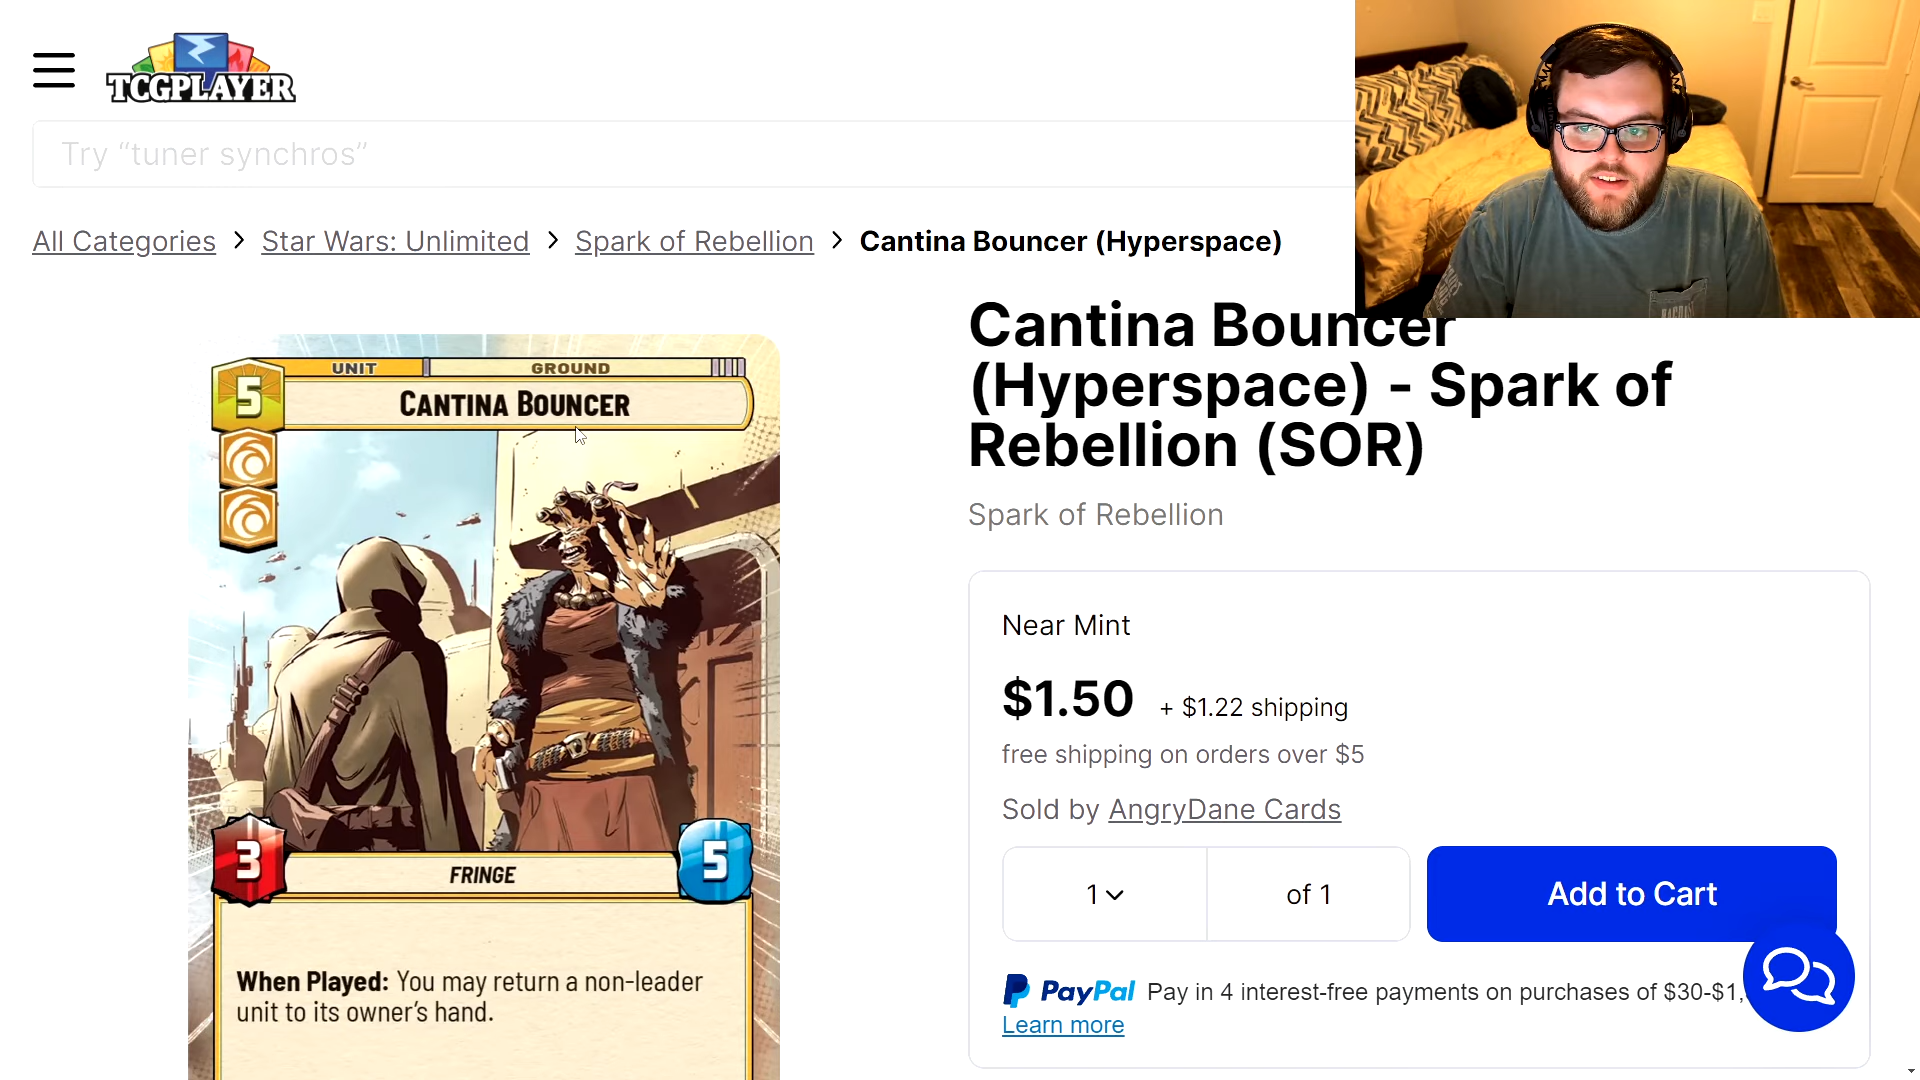 TCGPLAYER
Try “tuner synchros”
All Categories > Star Wars: Unlimited > Spark of Rebellion > Cantina Bouncer (Hyperspace)
Cantina Bouncer
(Hyperspace) - Spark of
Rebellion (SOR)
Spark of Rebellion
UNIT GROUND
5
CANTINA BOUNCER
3
FRINGE
5
When Played: You may return a non-leader
unit to its owner’s hand.
Near Mint
$1.50 + $1.22 shipping
free shipping on orders over $5
Sold by AngryDane Cards
1 of 1
Add to Cart
PayPal Pay in 4 interest-free payments on purchases of $30-$1,
Learn more